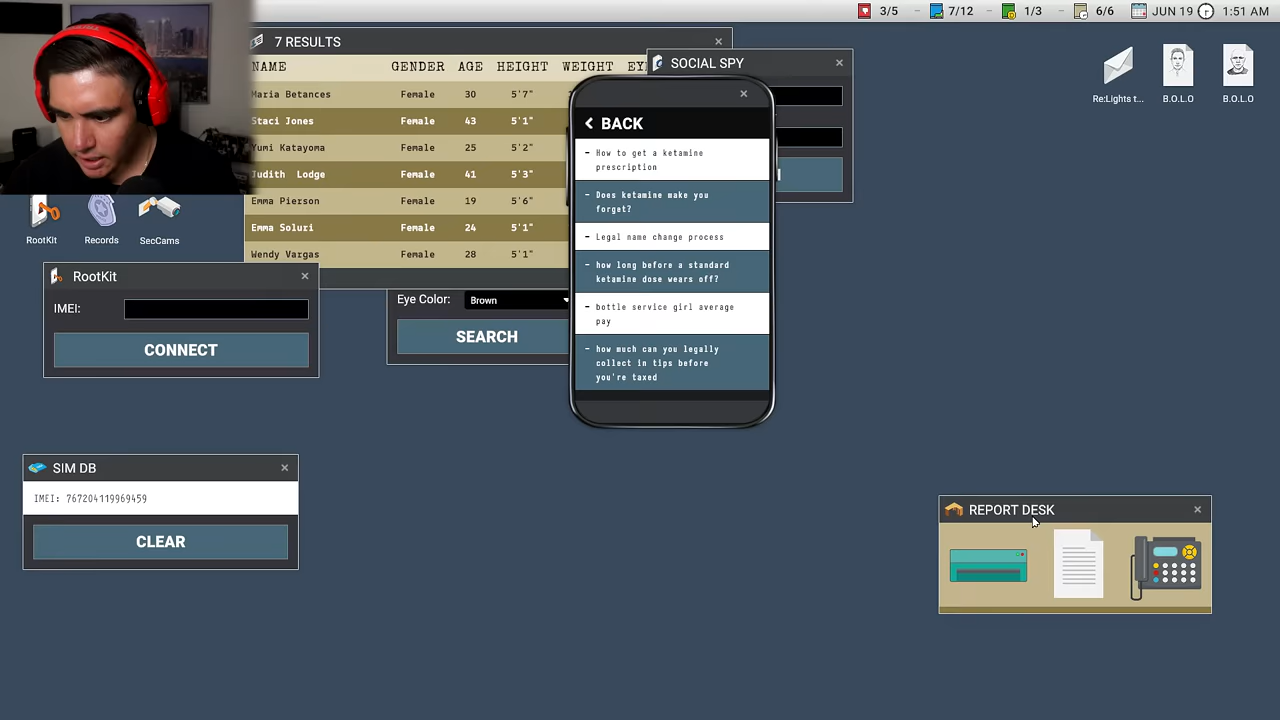 3/5
7/12
1/3
6/6
JUN 19
1:51 AM
7 RESULTS
NAME GENDER AGE HEIGHT WEIGHT EY
Maria Betances Female 30 5'7"
Staci Jones Female 43 5'1"
Yumi Katayoma Female 25 5'2"
Judith Lodge Female 41 5'3"
Emma Pierson Female 19 5'6"
Emma Soluri Female 24 5'1"
Wendy Vargas Female 28 5'1"
SOCIAL SPY
BACK
- How to get a ketamine
prescription
- Does ketamine make you
forget?
- Legal name change process
- how long before a standard
ketamine dose wears off?
- bottle service girl average
pay
- how much can you legally
collect in tips before
you're taxed
Re:Lights t...
B.O.L.O
B.O.L.O
RootKit
Records
SecCams
RootKit
IMEI:
CONNECT
Eye Color: Brown
SEARCH
SIM DB
IMEI: 767204119969459
CLEAR
REPORT DESK